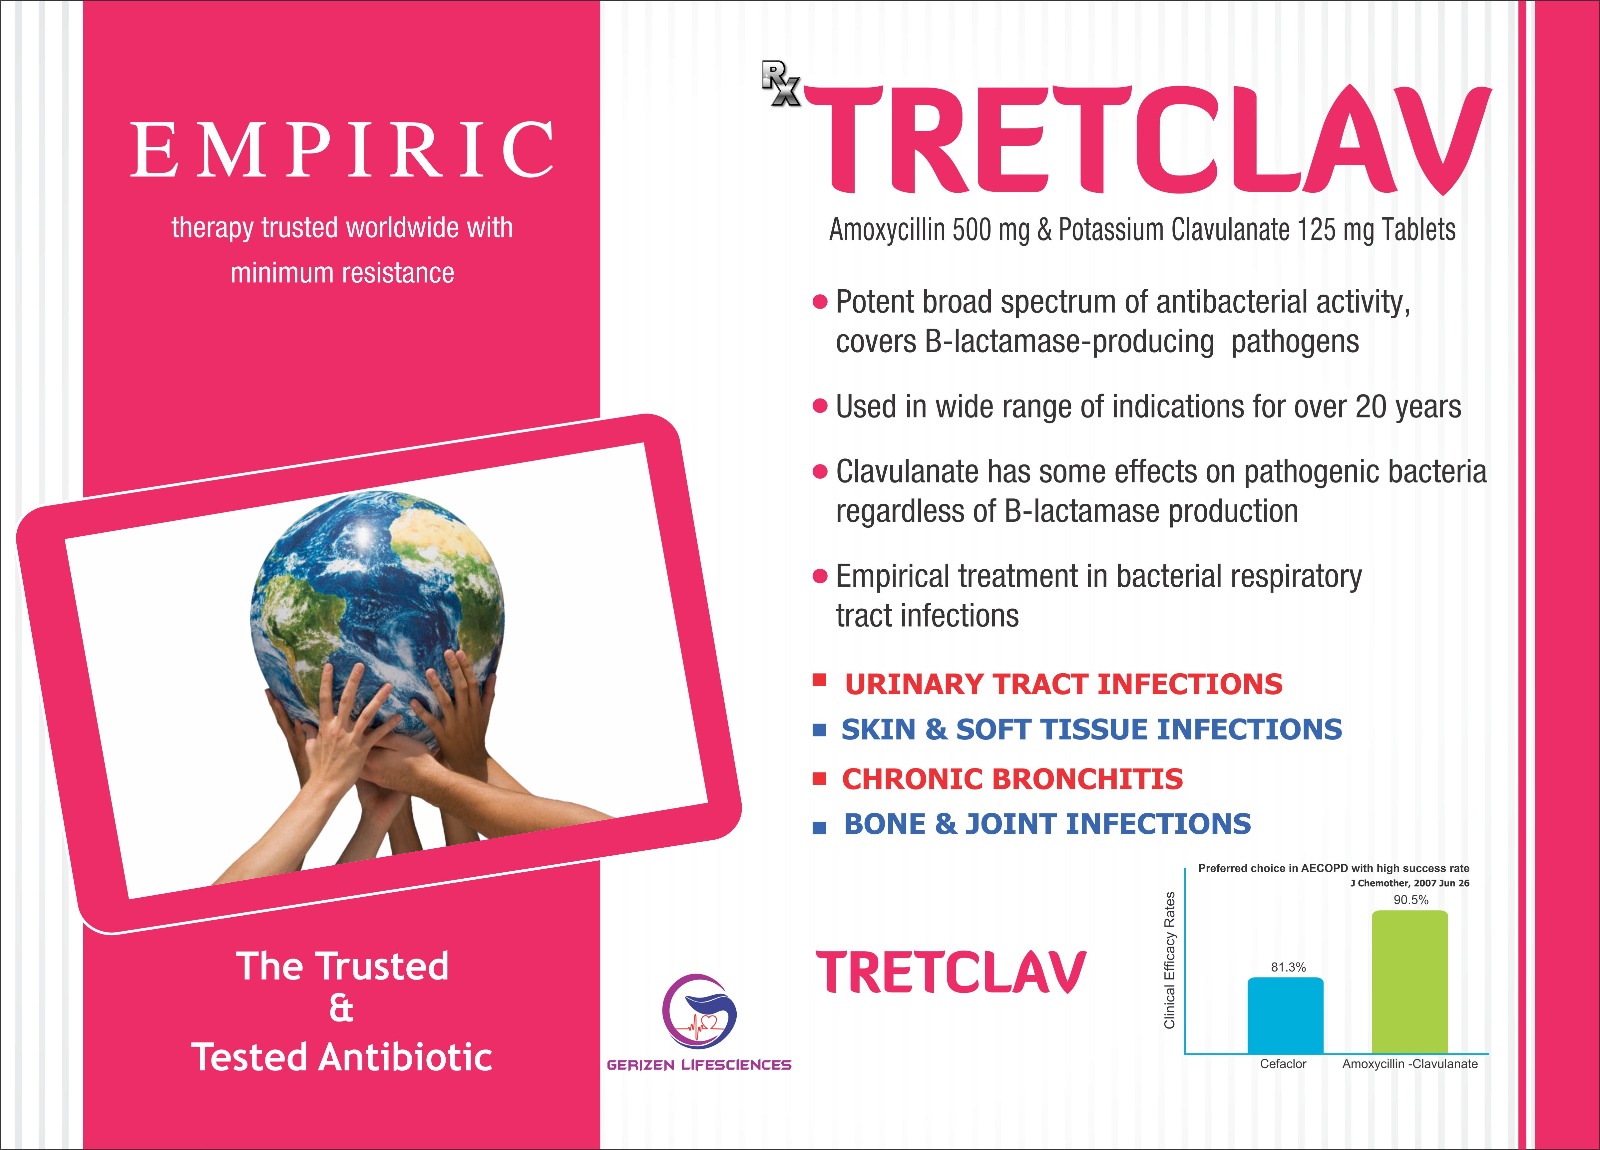 EMPIRIC
therapy trusted worldwide with
minimum resistance
The Trusted
&
Tested Antibiotic
GERIZEN LIFESCIENCES
RX TRETCLAV
Amoxycillin 500 mg & Potassium Clavulanate 125 mg Tablets
Potent broad spectrum of antibacterial activity,
covers B-lactamase-producing pathogens
Used in wide range of indications for over 20 years
Clavulanate has some effects on pathogenic bacteria
regardless of B-lactamase production
Empirical treatment in bacterial respiratory
tract infections
URINARY TRACT INFECTIONS
SKIN & SOFT TISSUE INFECTIONS
CHRONIC BRONCHITIS
BONE & JOINT INFECTIONS
TRETCLAV
Preferred choice in AECOPD with high success rate
J Chemother, 2007 Jun 26
Clinical Efficacy Rates
81.3%
90.5%
Cefaclor
Amoxycillin -Clavulanate